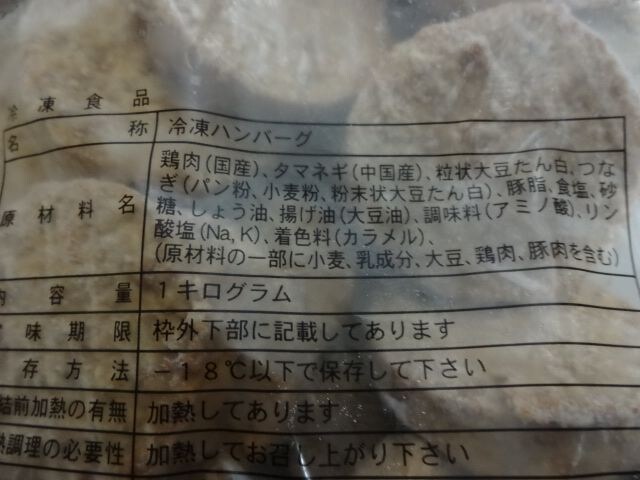 冷凍食品
名称 冷凍ハンバーグ
原材料名 鶏肉(国産)、タマネギ(中国産)、粒状大豆たん白、つな
ぎ(パン粉、小麦粉、粉末状大豆たん白)、豚脂、食塩、砂
糖、しょう油、揚げ油(大豆油)、調味料(アミノ酸)、リン
酸塩(Na,K)、着色料(カラメル)、
(原材料の一部に小麦、乳成分、大豆、鶏肉、豚肉を含む)
内容量 1キログラム
味期限 枠外下部に記載してあります
存方法 -18℃以下で保存して下さい
結前加熱の有無 加熱してあります
熱調理の必要性 加熱してお召し上がり下さい